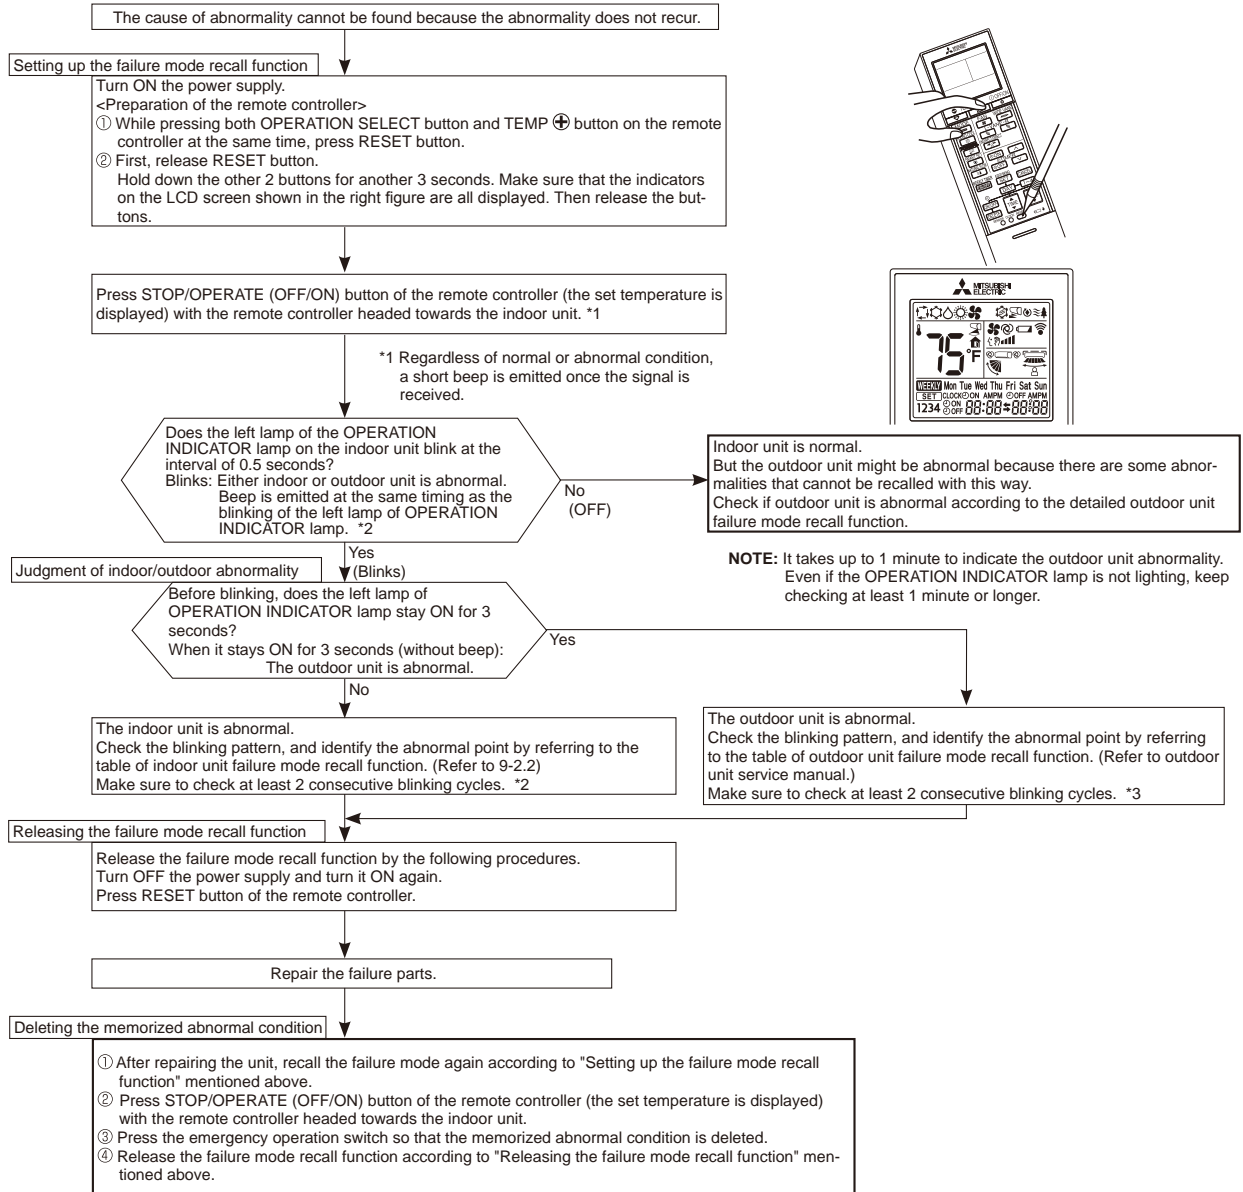 The cause of abnormality cannot be found because the abnormality does not recur.
Setting up the failure mode recall function
Turn ON the power supply.
<Preparation of the remote controller>
① While pressing both OPERATION SELECT button and TEMP ⊕ button on the remote
controller at the same time, press RESET button.
② First, release RESET button.
Hold down the other 2 buttons for another 3 seconds. Make sure that the indicators
on the LCD screen shown in the right figure are all displayed. Then release the but-
tons.
Press STOP/OPERATE (OFF/ON) button of the remote controller (the set temperature is
displayed) with the remote controller headed towards the indoor unit. *1
*1 Regardless of normal or abnormal condition,
a short beep is emitted once the signal is
received.
MITSUBISHI
ELECTRIC
75°F
WEEKLY Mon Tue Wed Thu Fri Sat Sun
SET CLOCK ON AMPM OFF AMPM
1234 ON OFF 88:88 88:88
Does the left lamp of the OPERATION
INDICATOR lamp on the indoor unit blink at the
interval of 0.5 seconds?
Blinks: Either indoor or outdoor unit is abnormal.
Beep is emitted at the same timing as the
blinking of the left lamp of OPERATION
INDICATOR lamp. *2
No
(OFF)
Indoor unit is normal.
But the outdoor unit might be abnormal because there are some abnor-
malities that cannot be recalled with this way.
Check if outdoor unit is abnormal according to the detailed outdoor unit
failure mode recall function.
NOTE: It takes up to 1 minute to indicate the outdoor unit abnormality.
Even if the OPERATION INDICATOR lamp is not lighting, keep
checking at least 1 minute or longer.
Yes
(Blinks)
Judgment of indoor/outdoor abnormality
Before blinking, does the left lamp of
OPERATION INDICATOR lamp stay ON for 3
seconds?
When it stays ON for 3 seconds (without beep):
The outdoor unit is abnormal.
Yes
No
The indoor unit is abnormal.
Check the blinking pattern, and identify the abnormal point by referring to the
table of indoor unit failure mode recall function. (Refer to 9-2.2)
Make sure to check at least 2 consecutive blinking cycles. *2
The outdoor unit is abnormal.
Check the blinking pattern, and identify the abnormal point by referring
to the table of outdoor unit failure mode recall function. (Refer to outdoor
unit service manual.)
Make sure to check at least 2 consecutive blinking cycles. *3
Releasing the failure mode recall function
Release the failure mode recall function by the following procedures.
Turn OFF the power supply and turn it ON again.
Press RESET button of the remote controller.
Repair the failure parts.
Deleting the memorized abnormal condition
① After repairing the unit, recall the failure mode again according to "Setting up the failure mode recall
function" mentioned above.
② Press STOP/OPERATE (OFF/ON) button of the remote controller (the set temperature is displayed)
with the remote controller headed towards the indoor unit.
③ Press the emergency operation switch so that the memorized abnormal condition is deleted.
④ Release the failure mode recall function according to "Releasing the failure mode recall function" men-
tioned above.